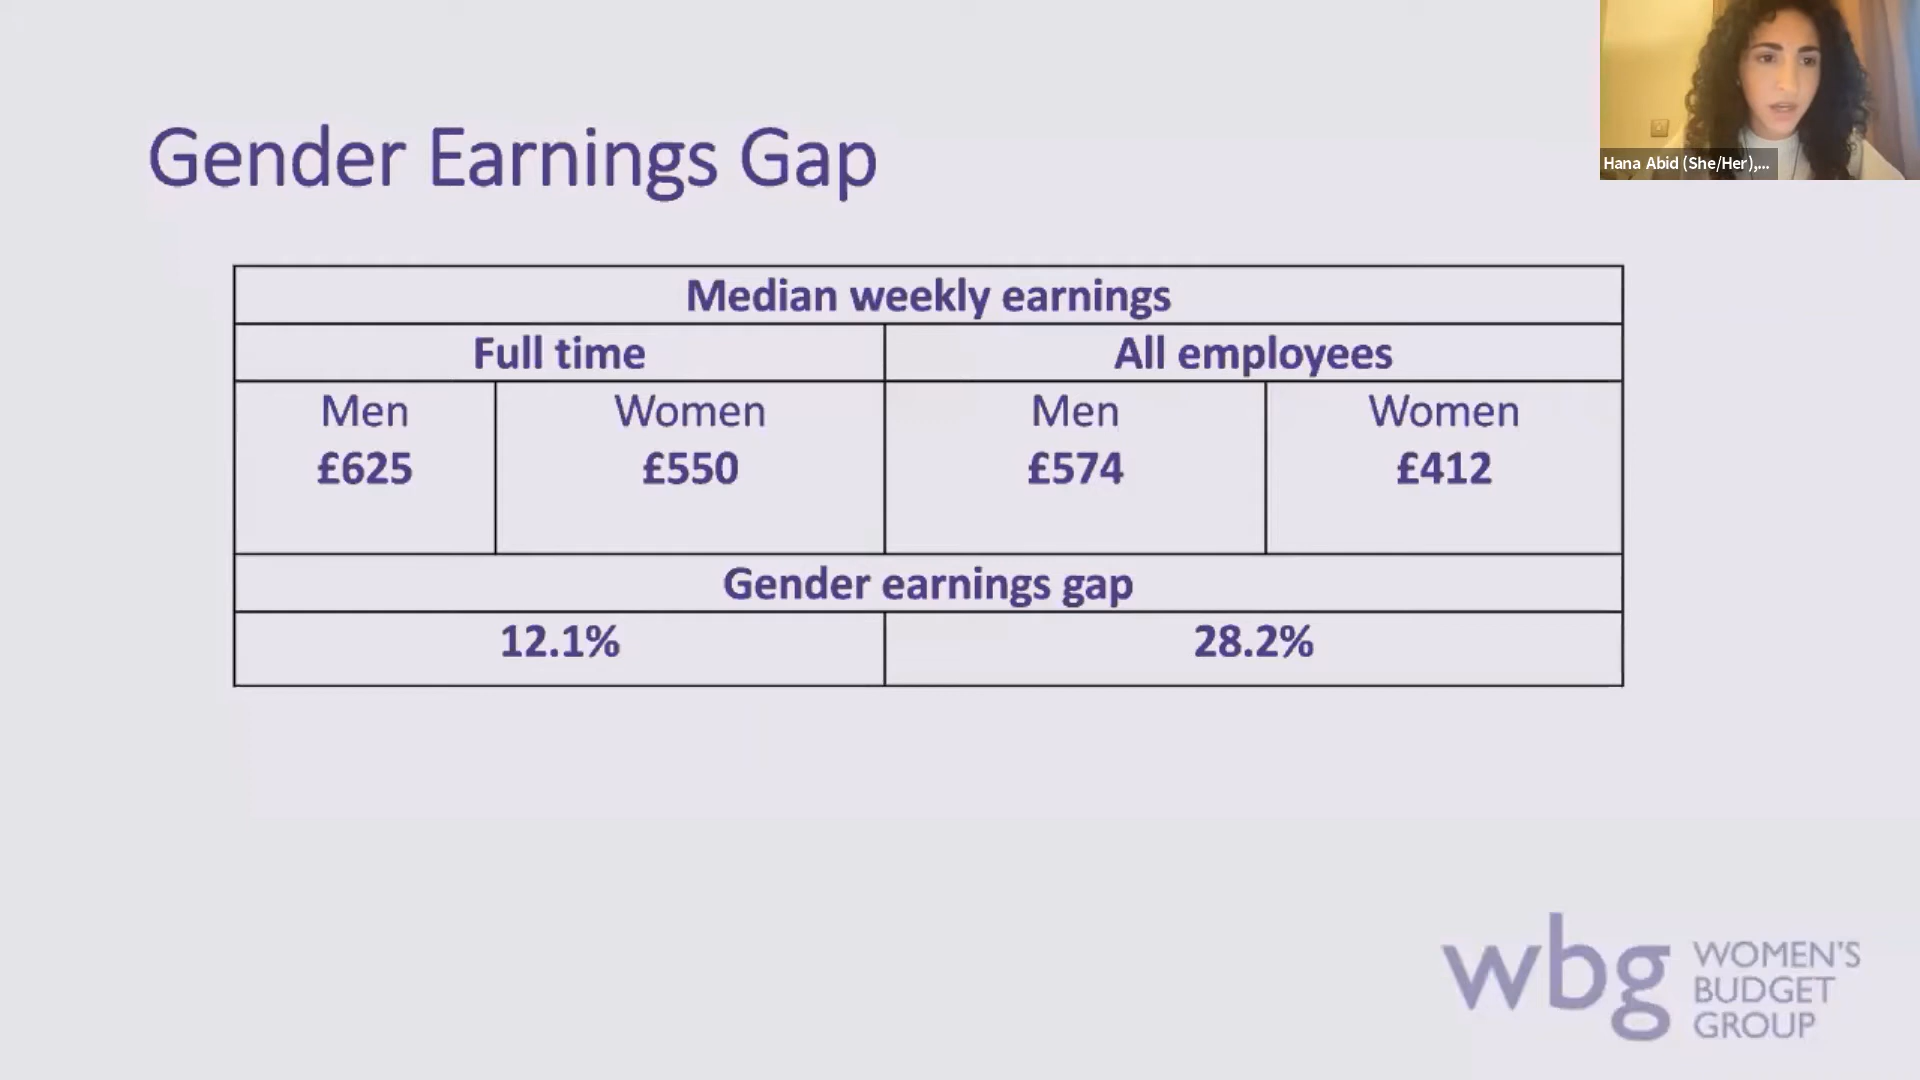 Gender Earnings Gap
Hana Abid (She/Her),...
Median weekly earnings
Full time All employees
Men Women Men Women
£625 £550 £574 £412
Gender earnings gap
12.1% 28.2%
wbg
WOMEN'S
BUDGET
GROUP